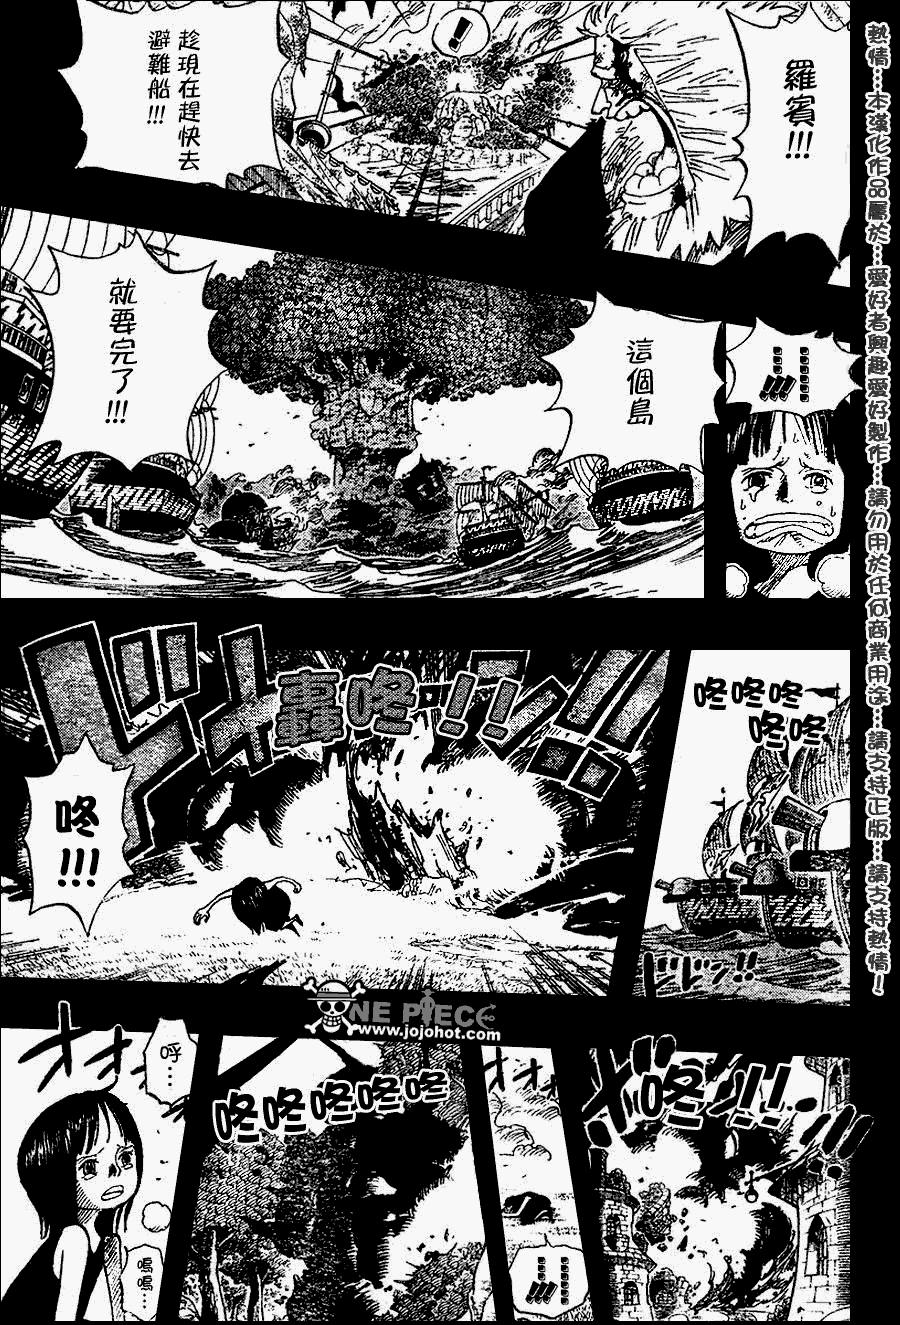 羅賓!!!
趁現在趕快去
避難船!!!
這個島
就要完了!!!
咚咚咚
咚咚
ドドドン!!
轟咚!!
咚!!!
咚!!
咚咚咚咚咚
呼…
嗚
嗚…
ONE PIECE
www.jojohot.com
熱情…本漢化作品屬於…愛好者興趣愛好製作…請勿用於任何商業用途…請支持正版…請支持熱情!